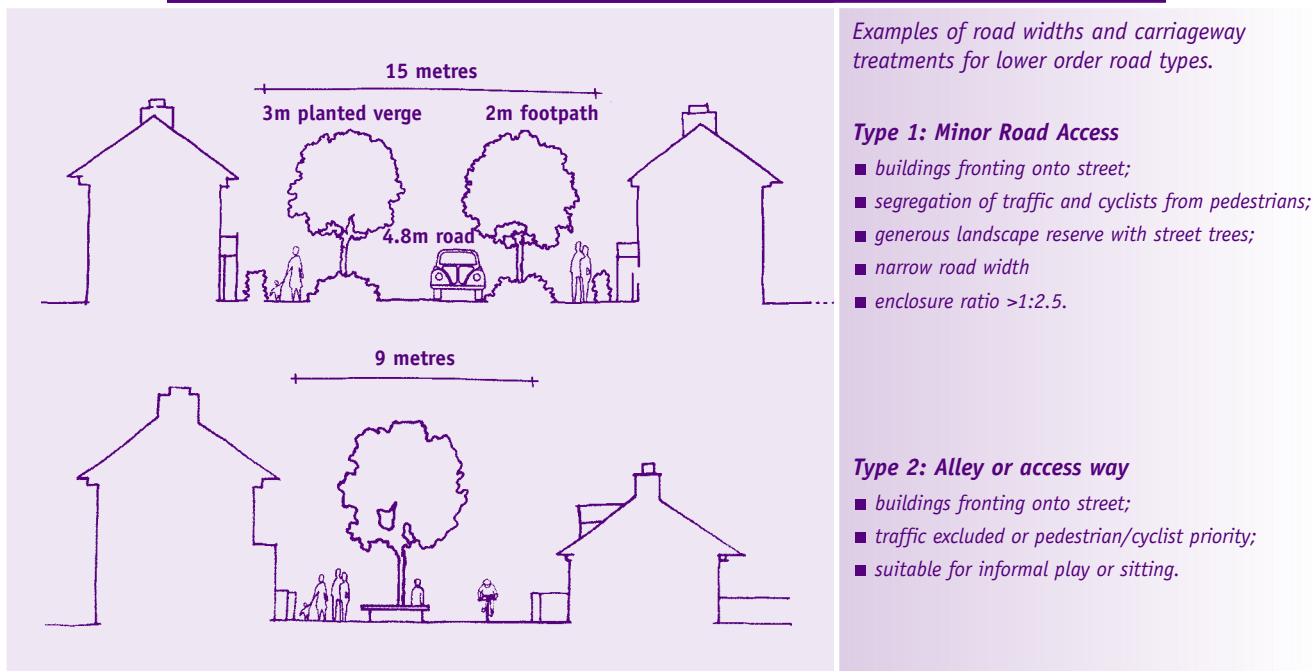 15 metres
3m planted verge
2m footpath
4.8m road
9 metres
Examples of road widths and carriageway
treatments for lower order road types.
Type 1: Minor Road Access
■ buildings fronting onto street;
■ segregation of traffic and cyclists from pedestrians;
■ generous landscape reserve with street trees;
■ narrow road width
■ enclosure ratio >1:2.5.
Type 2: Alley or access way
■ buildings fronting onto street;
■ traffic excluded or pedestrian/cyclist priority;
■ suitable for informal play or sitting.